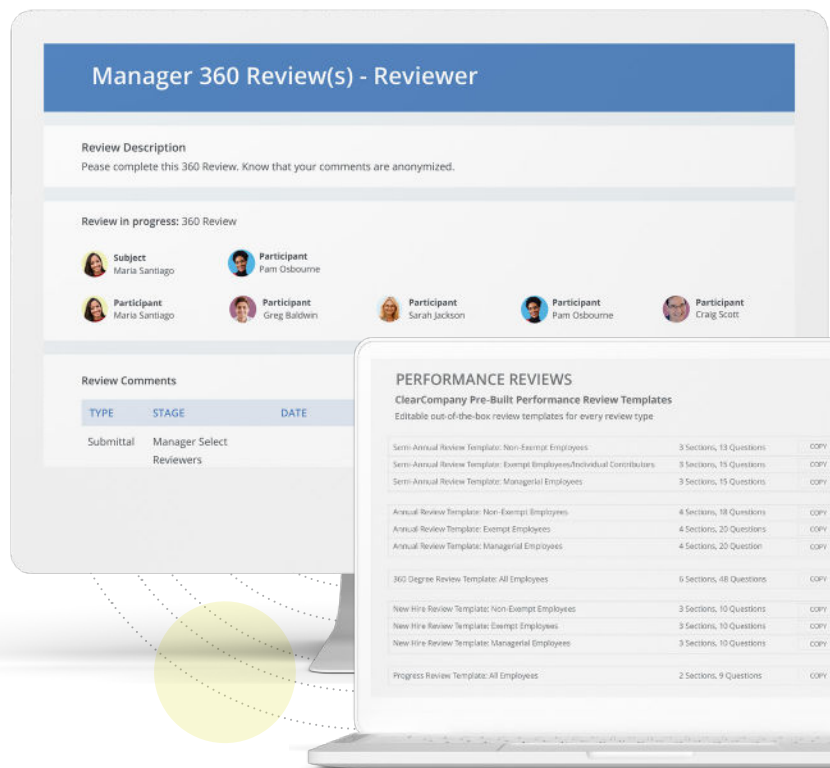 Manager 360 Review(s) - Reviewer
Review Description
Pease complete this 360 Review. Know that your comments are anonymized.
Review in progress: 360 Review
Subject
Maria Santiago
Participant
Pam Osbourne
Participant
Maria Santiago
Participant
Greg Baldwin
Participant
Sarah Jackson
Participant
Pam Osbourne
Participant
Craig Scott
Review Comments
TYPE STAGE DATE
Submittal Manager Select
Reviewers
PERFORMANCE REVIEWS
ClearCompany Pre-Built Performance Review Templates
Editable out-of-the-box review templates for every review type
Semi-Annual Review Template: Non-Exempt Employees 3 Sections, 13 Questions COPY
Semi-Annual Review Template: Exempt Employees/Individual Contributors 3 Sections, 15 Questions COPY
Semi-Annual Review Template: Managerial Employees 3 Sections, 15 Questions COPY
Annual Review Template: Non-Exempt Employees 4 Sections, 18 Questions COPY
Annual Review Template: Exempt Employees 4 Sections, 20 Questions COPY
Annual Review Template: Managerial Employees 4 Sections, 20 Question COPY
360 Degree Review Template: All Employees 6 Sections, 48 Questions COPY
New Hire Review Template: Non-Exempt Employees 3 Sections, 10 Questions COPY
New Hire Review Template: Exempt Employees 3 Sections, 10 Questions COPY
New Hire Review Template: Managerial Employees 3 Sections, 10 Questions COPY
Progress Review Template: All Employees 2 Sections, 9 Questions COPY